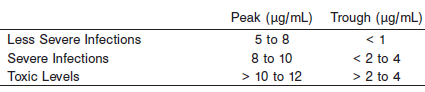 Peak (μg/mL) Trough (μg/mL)
Less Severe Infections 5 to 8 < 1
Severe Infections 8 to 10 < 2 to 4
Toxic Levels > 10 to 12 > 2 to 4